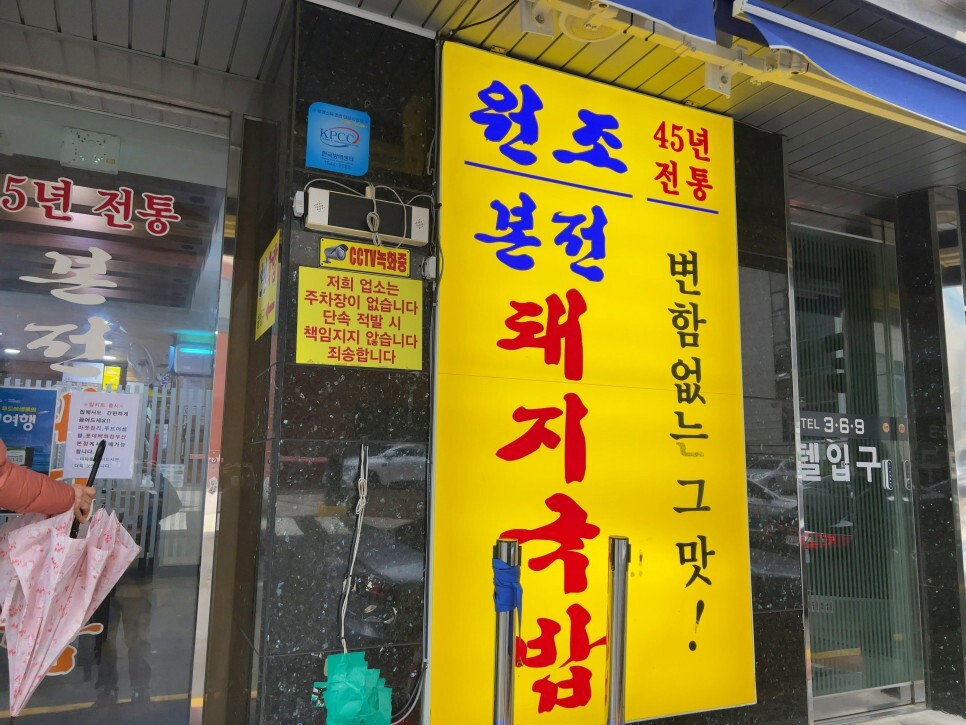 5년 전통
본
전
원조
45년
전통
본전
돼지국밥
변함없는 그 맛!
KPCC
CCTV녹화중
저희 업소는
주차장이 없습니다
단속 적발 시
책임지지 않습니다
죄송합니다
여행
TEL 3·6·9
텔입구